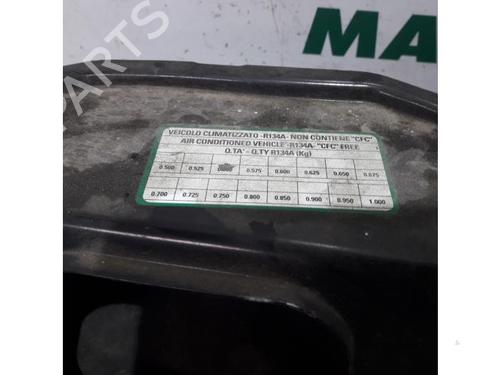 MA
VEICOLO CLIMATIZZATO -R134A- NON CONTIENE "CFC"
AIR CONDITIONED VEHICLE -R134A- "CFC" FREE
Q.TA' - Q.TY R134A (Kg)
0.500 0.525 0.575 0.600 0.625 0.650 0.675
0.700 0.725 0.750 0.800 0.850 0.900 0.950 1.000